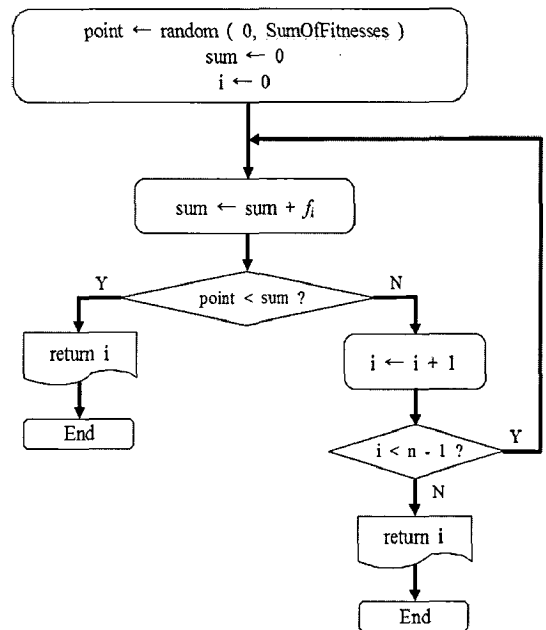 point ← random ( 0, SumOfFitnesses )
sum ← 0
i ← 0
sum ← sum + fi
point < sum ?
Y
N
return i
End
i ← i + 1
i < n - 1 ?
Y
N
return i
End